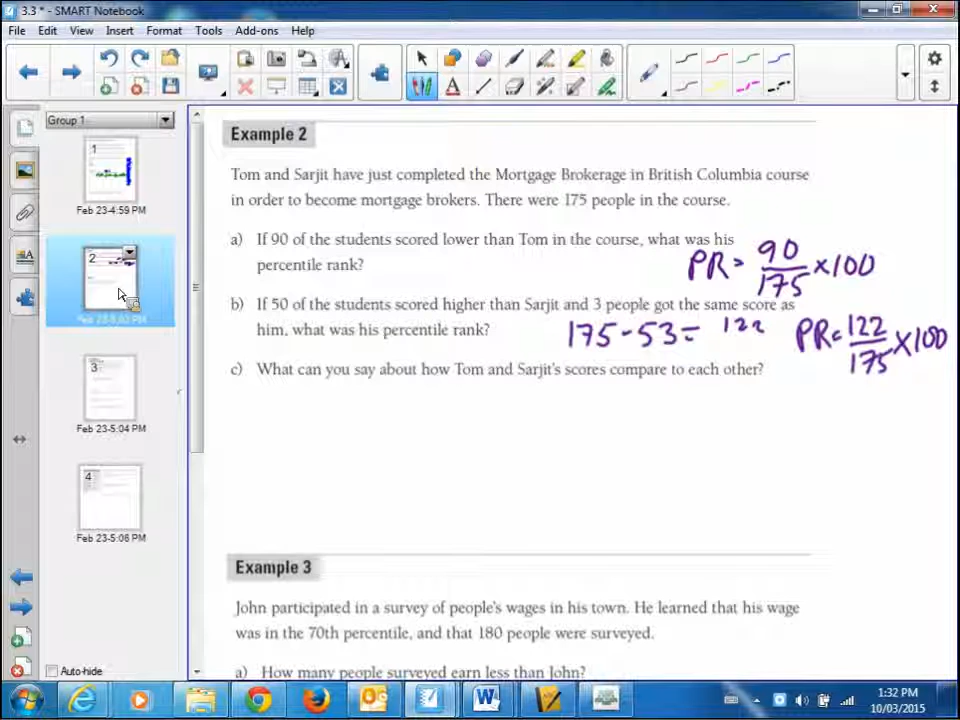 3.3 * - SMART Notebook
File Edit View Insert Format Tools Add-ons Help
Group 1
1
Feb 23-4:59 PM
2
3
Feb 23-5:04 PM
4
Feb 23-5:08 PM
Auto-hide
Example 2
Tom and Sarjit have just completed the Mortgage Brokerage in British Columbia course
in order to become mortgage brokers. There were 175 people in the course.
a) If 90 of the students scored lower than Tom in the course, what was his
percentile rank?
PR = 90/175 × 100
b) If 50 of the students scored higher than Sarjit and 3 people got the same score as
him, what was his percentile rank?
175 - 53 = 122
PR = 122/175 × 100
c) What can you say about how Tom and Sarjit's scores compare to each other?
Example 3
John participated in a survey of people's wages in his town. He learned that his wage
was in the 70th percentile, and that 180 people were surveyed.
a) How many people surveyed earn less than John?
1:32 PM
10/03/2015